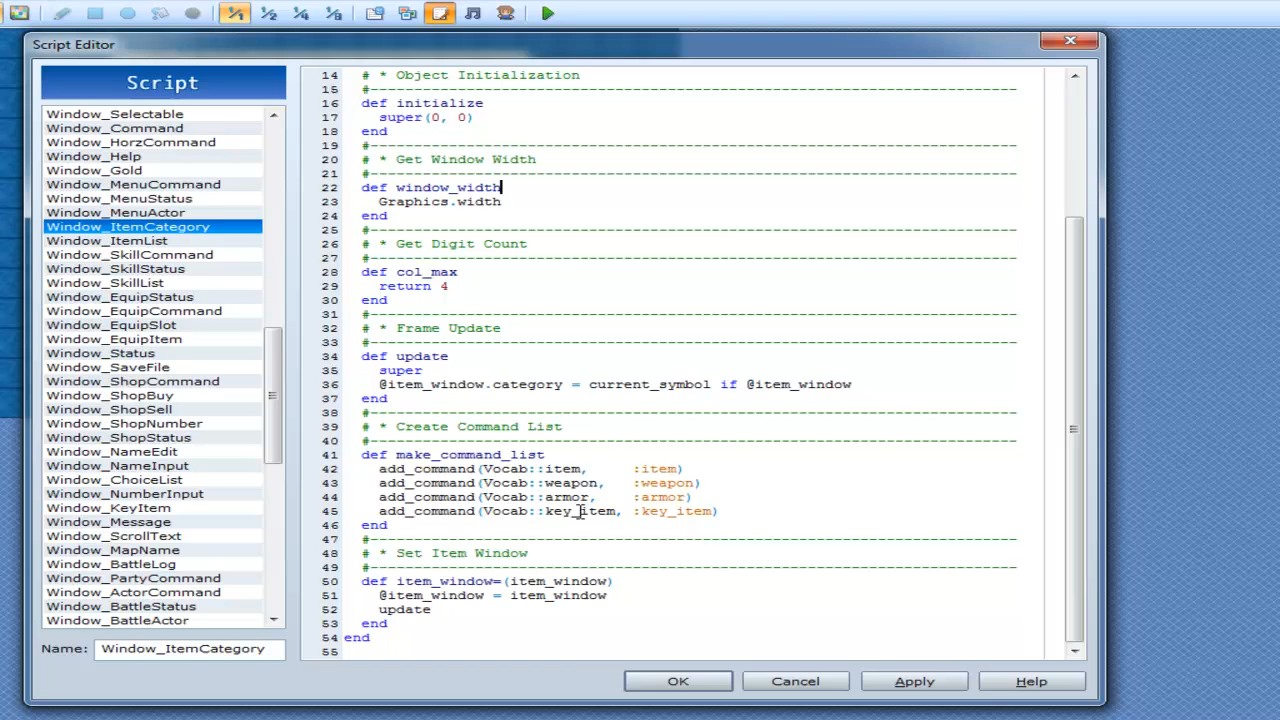 1/1 1/2 1/4 1/8
Script Editor
Script
Window_Selectable
Window_Command
Window_HorzCommand
Window_Help
Window_Gold
Window_MenuCommand
Window_MenuStatus
Window_MenuActor
Window_ItemCategory
Window_ItemList
Window_SkillCommand
Window_SkillStatus
Window_SkillList
Window_EquipStatus
Window_EquipCommand
Window_EquipSlot
Window_EquipItem
Window_Status
Window_SaveFile
Window_ShopCommand
Window_ShopBuy
Window_ShopSell
Window_ShopNumber
Window_ShopStatus
Window_NameEdit
Window_NameInput
Window_ChoiceList
Window_NumberInput
Window_KeyItem
Window_Message
Window_ScrollText
Window_MapName
Window_BattleLog
Window_PartyCommand
Window_ActorCommand
Window_BattleStatus
Window_BattleActor
Name: Window_ItemCategory
14 # * Object Initialization
15 #--------------------------------------------------------------------------
16 def initialize
17 super(0, 0)
18 end
19 #--------------------------------------------------------------------------
20 # * Get Window Width
21 #--------------------------------------------------------------------------
22 def window_width
23 Graphics.width
24 end
25 #--------------------------------------------------------------------------
26 # * Get Digit Count
27 #--------------------------------------------------------------------------
28 def col_max
29 return 4
30 end
31 #--------------------------------------------------------------------------
32 # * Frame Update
33 #--------------------------------------------------------------------------
34 def update
35 super
36 @item_window.category = current_symbol if @item_window
37 end
38 #--------------------------------------------------------------------------
39 # * Create Command List
40 #--------------------------------------------------------------------------
41 def make_command_list
42 add_command(Vocab::item, :item)
43 add_command(Vocab::weapon, :weapon)
44 add_command(Vocab::armor, :armor)
45 add_command(Vocab::key_item, :key_item)
46 end
47 #--------------------------------------------------------------------------
48 # * Set Item Window
49 #--------------------------------------------------------------------------
50 def item_window=(item_window)
51 @item_window = item_window
52 update
53 end
54 end
55
OK Cancel Apply Help